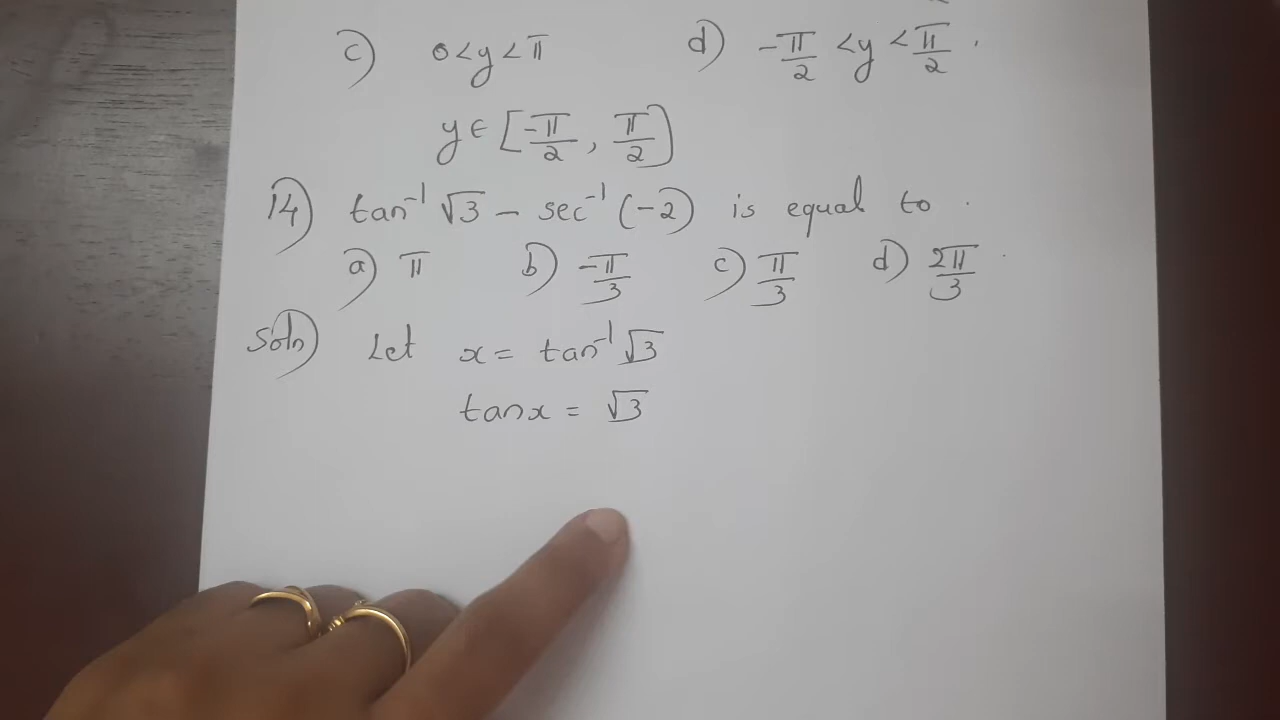 c) 0<y<π d) -π/2 <y <π/2 .
y∈ [-π/2, π/2]
14) tan⁻¹ √3 - sec⁻¹ (-2) is equal to .
a) π b) -π/3 c) π/3 d) 2π/3 .
Soln) Let x = tan⁻¹ √3
tanx = √3